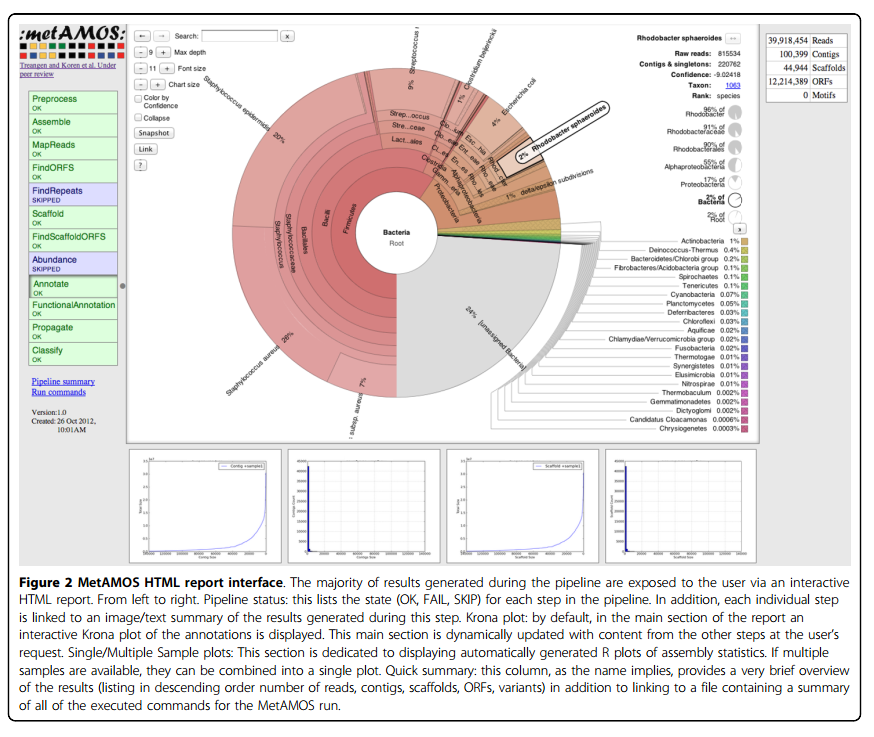 :metAMOS:
Treangen and Koren et al. Under
peer review
Preprocess
OK
Assemble
OK
MapReads
OK
FindORFS
OK
FindRepeats
SKIPPED
Scaffold
OK
FindScaffoldORFS
OK
Abundance
SKIPPED
Annotate
OK
FunctionalAnnotation
OK
Propagate
OK
Classify
OK
Pipeline summary
Run commands
Version:1.0
Created: 26 Oct 2012,
10:01AM
← → Search: x
- 9 + Max depth
- 11 + Font size
- + Chart size
Color by
Confidence
Collapse
Snapshot
Link
?
Bacteria
Root
Firmicutes
Bacilli
Bacillales
Staphylococcaceae
Staphylococcus
Staphylococcus epidermidis 20%
Staphylococcus aureus 26%
subsp. aureus 7%
9% Streptococcus
Strep...occus
Stre...ceae
Lact...ales
1% Clostridium beijerinckii
Clostridia
4% Escherichia coli
2% Rhodobacter sphaeroides
Proteobacteria
Alphaproteobacteria
1% delta/epsilon subdivisions
24% [unassigned Bacteria]
Rhodobacter sphaeroides
Raw reads: 815534
Contigs & singletons: 220762
Confidence: -9.02418
Taxon: 1063
Rank: species
96% of
Rhodobacter
91% of
Rhodobacteraceae
90% of
Rhodobacterales
55% of
Alphaproteobacteria
17% of
Proteobacteria
2% of
Bacteria
2% of
Root
x
Actinobacteria 1%
Deinococcus-Thermus 0.4%
Bacteroidetes/Chlorobi group 0.2%
Fibrobacteres/Acidobacteria group 0.1%
Spirochaetes 0.1%
Tenericutes 0.1%
Cyanobacteria 0.07%
Planctomycetes 0.05%
Deferribacteres 0.03%
Chloroflexi 0.03%
Aquificae 0.02%
Chlamydiae/Verrucomicrobia group 0.02%
Fusobacteria 0.02%
Thermotogae 0.01%
Synergistetes 0.01%
Elusimicrobia 0.01%
Nitrospirae 0.01%
Thermobaculum 0.002%
Gemmatimonadetes 0.002%
Dictyoglomi 0.002%
Candidatus Cloacamonas 0.0006%
Chrysiogenetes 0.0003%
39,918,454 Reads
100,399 Contigs
44,944 Scaffolds
12,214,389 ORFs
0 Motifs
Contig +sample1
Total Size
Contig Size
Contigs Count
Contigs Size
Scaffold +sample1
Total Size
Scaffold Size
Scaffold Count
Scaffold Size
Figure 2 MetAMOS HTML report interface. The majority of results generated during the pipeline are exposed to the user via an interactive
HTML report. From left to right. Pipeline status: this lists the state (OK, FAIL, SKIP) for each step in the pipeline. In addition, each individual step
is linked to an image/text summary of the results generated during this step. Krona plot: by default, in the main section of the report an
interactive Krona plot of the annotations is displayed. This main section is dynamically updated with content from the other steps at the user's
request. Single/Multiple Sample plots: This section is dedicated to displaying automatically generated R plots of assembly statistics. If multiple
samples are available, they can be combined into a single plot. Quick summary: this column, as the name implies, provides a very brief overview
of the results (listing in descending order number of reads, contigs, scaffolds, ORFs, variants) in addition to linking to a file containing a summary
of all of the executed commands for the MetAMOS run.